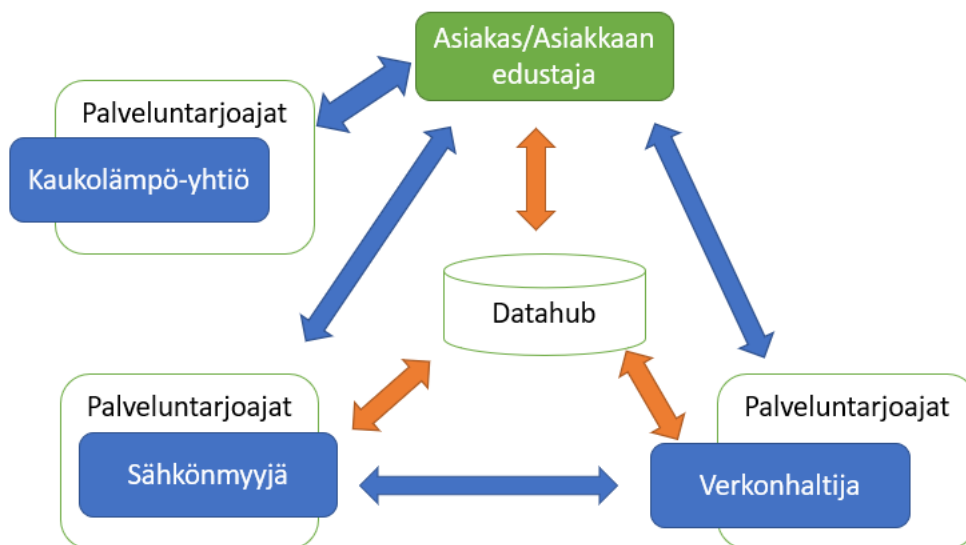 Asiakas/Asiakkaan
edustaja
Palveluntarjoajat
Kaukolämpö-yhtiö
Datahub
Palveluntarjoajat
Sähkönmyyjä
Palveluntarjoajat
Verkonhaltija